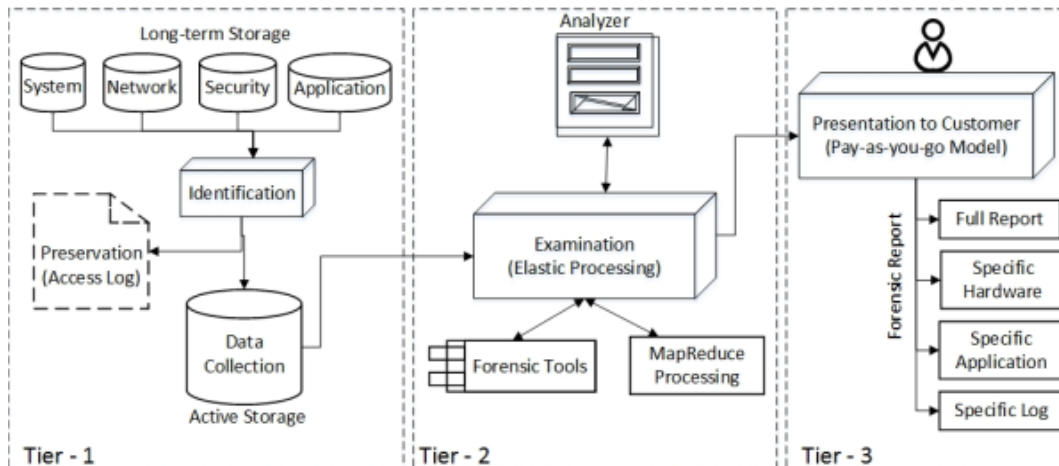 Long-term Storage
System
Network
Security
Application
Identification
Preservation
(Access Log)
Data
Collection
Active Storage
Tier - 1
Analyzer
Examination
(Elastic Processing)
Forensic Tools
MapReduce
Processing
Tier - 2
Presentation to Customer
(Pay-as-you-go Model)
Forensic Report
Full Report
Specific
Hardware
Specific
Application
Specific Log
Tier - 3